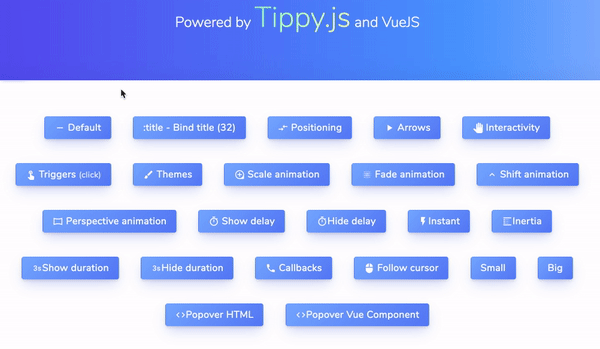 Powered by Tippy.js and VueJS
Default :title - Bind title (32) Positioning Arrows Interactivity
Triggers (click) Themes Scale animation Fade animation Shift animation
Perspective animation Show delay Hide delay Instant Inertia
3s Show duration 3s Hide duration Callbacks Follow cursor Small Big
<>Popover HTML <>Popover Vue Component